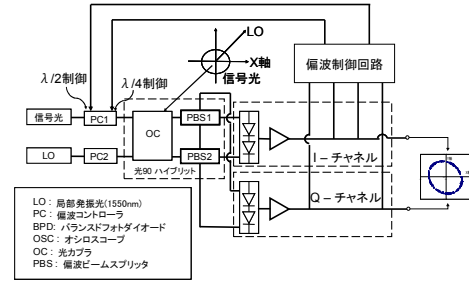 LO
X軸
信号光
偏波制御回路
λ/2制御
λ/4制御
信号光
PC1
OC
PBS1
LO
PC2
PBS2
光90 ハイブリット
I-チャネル
Q-チャネル
LO : 局部発振光(1550nm)
PC : 偏波コントローラ
BPD: バランスドフォトダイオード
OSC : オシロスコープ
OC : 光カプラ
PBS : 偏波ビームスプリッタ